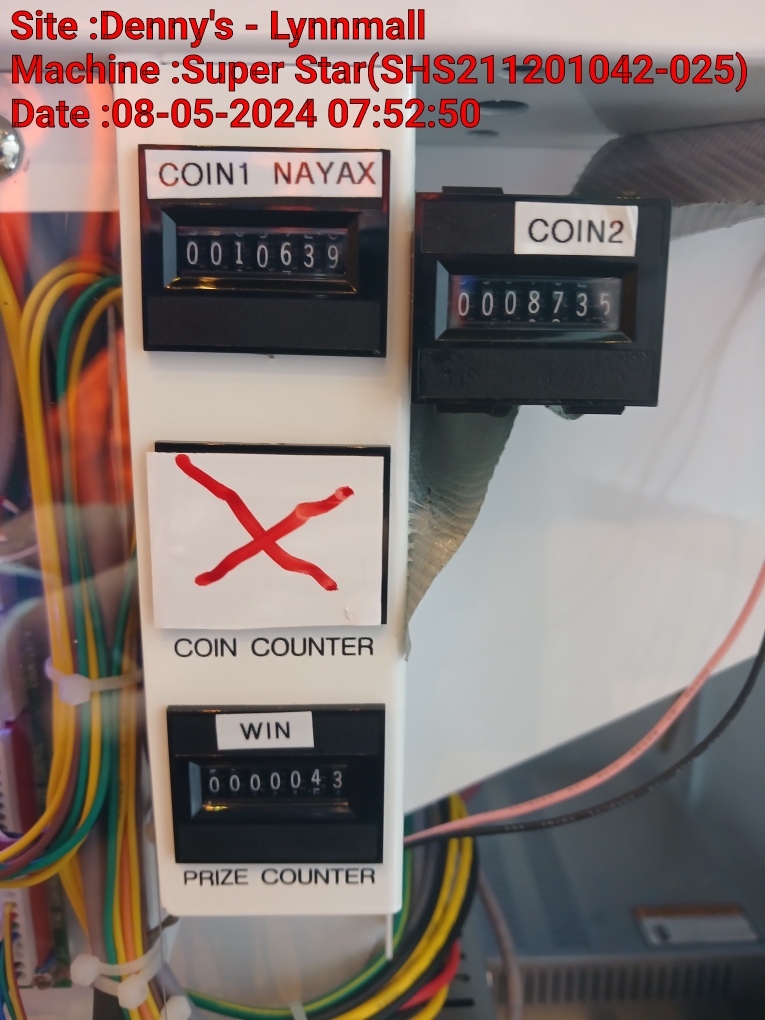 Site :Denny's - Lynnmall
Machine :Super Star(SHS211201042-025)
Date :08-05-2024 07:52:50
COIN1 NAYAX
0010639
COIN2
0008735
COIN COUNTER
WIN
0000043
PRIZE COUNTER